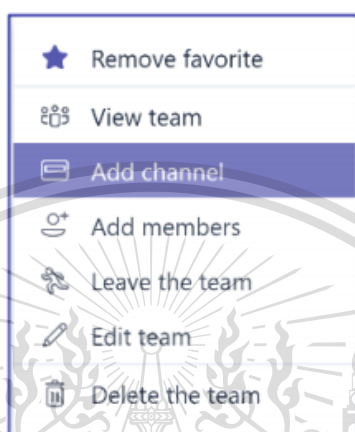 Remove favorite
View team
Add channel
Add members
Leave the team
Edit team
Delete the team